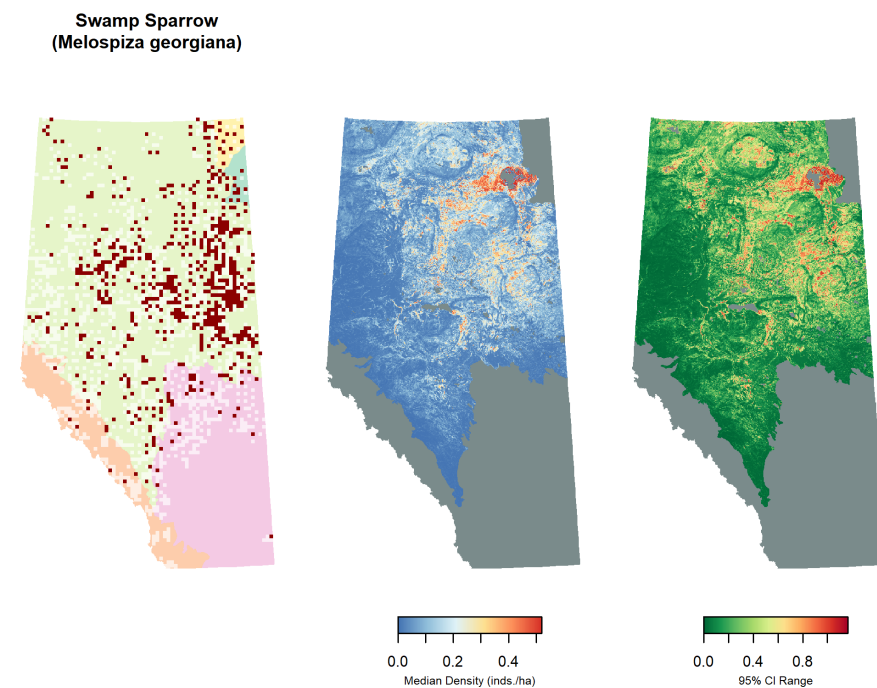 Swamp Sparrow
(Melospiza georgiana)
0.0 0.2 0.4
Median Density (inds./ha)
0.0 0.4 0.8
95% CI Range